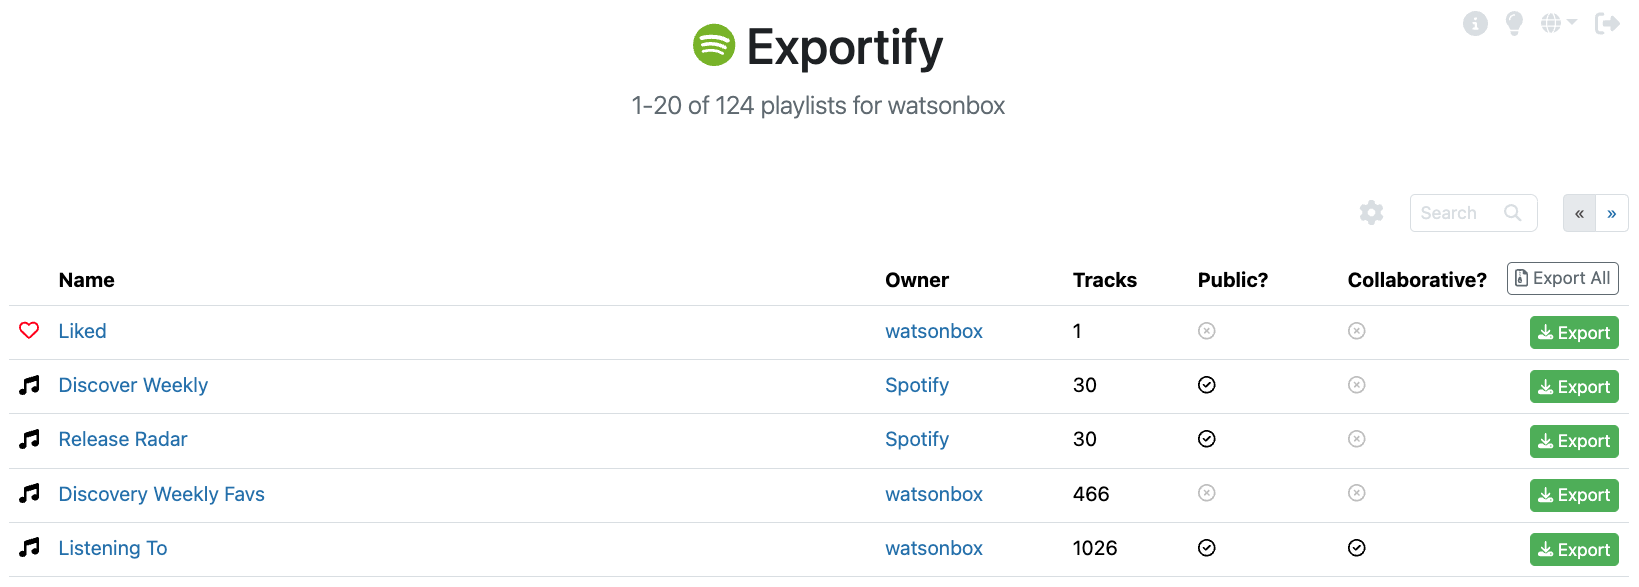 Exportify
1-20 of 124 playlists for watsonbox
Search « »
Name Owner Tracks Public? Collaborative? Export All
Liked watsonbox 1 Export
Discover Weekly Spotify 30 Export
Release Radar Spotify 30 Export
Discovery Weekly Favs watsonbox 466 Export
Listening To watsonbox 1026 Export